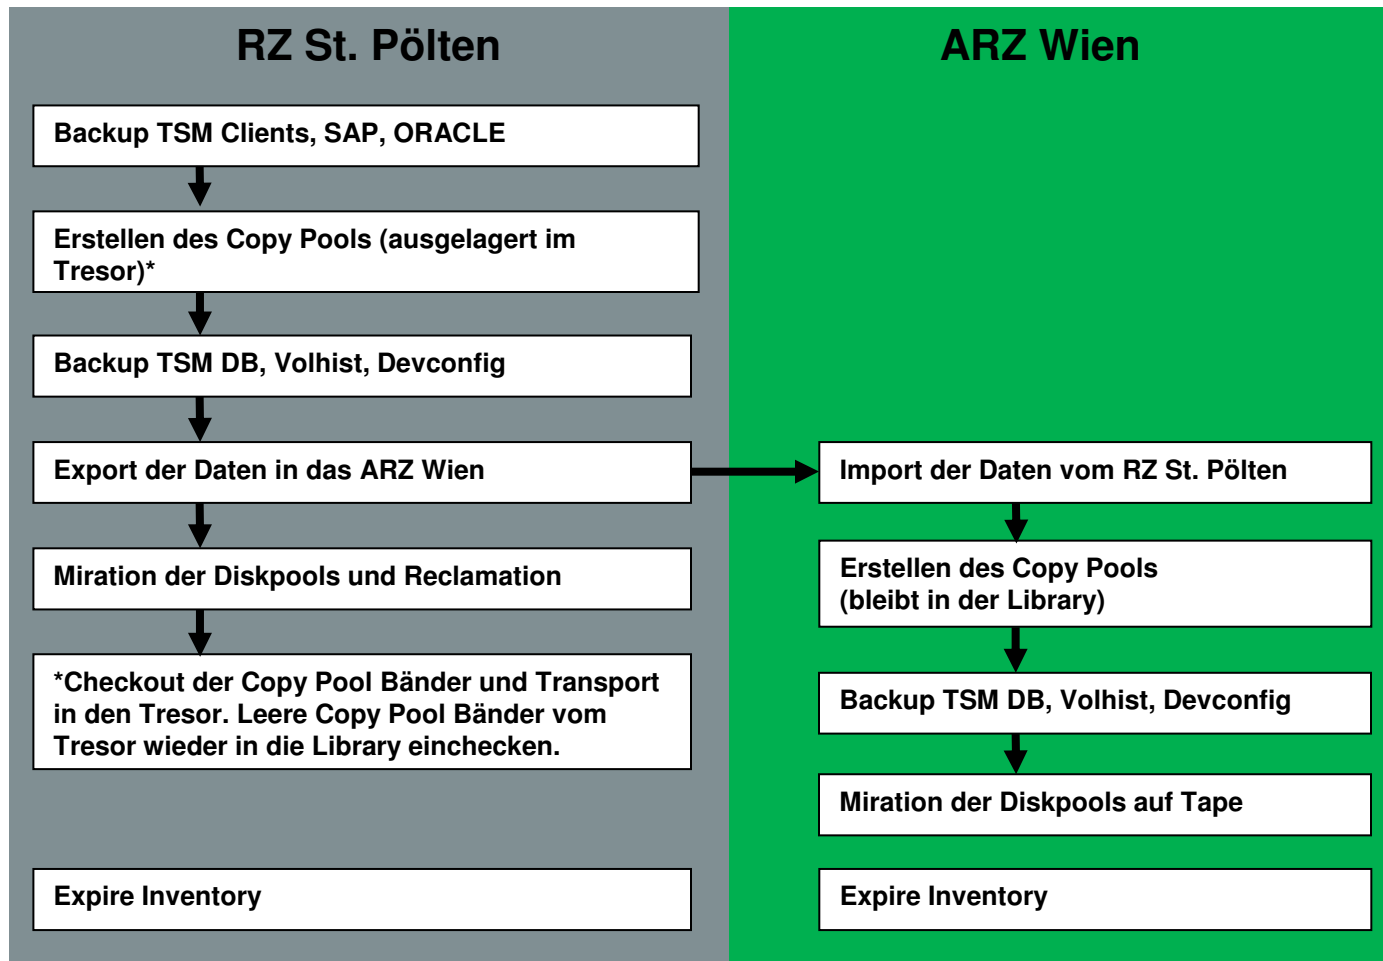 RZ St. Pölten
Backup TSM Clients, SAP, ORACLE
Erstellen des Copy Pools (ausgelagert im
Tresor)*
Backup TSM DB, Volhist, Devconfig
Export der Daten in das ARZ Wien
Miration der Diskpools und Reclamation
*Checkout der Copy Pool Bänder und Transport
in den Tresor. Leere Copy Pool Bänder vom
Tresor wieder in die Library einchecken.
Expire Inventory
ARZ Wien
Import der Daten vom RZ St. Pölten
Erstellen des Copy Pools
(bleibt in der Library)
Backup TSM DB, Volhist, Devconfig
Miration der Diskpools auf Tape
Expire Inventory